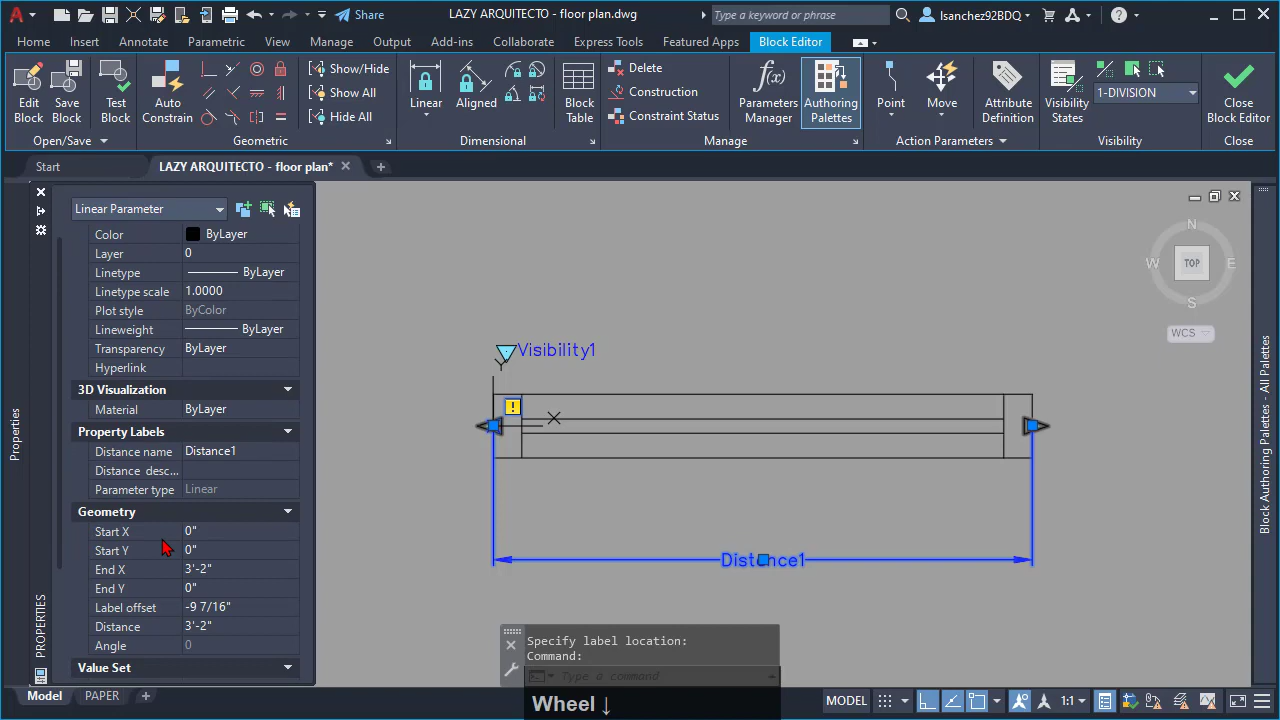 Share
LAZY ARQUITECTO - floor plan.dwg
Type a keyword or phrase
lsanchez92BDQ
Home Insert Annotate Parametric View Manage Output Add-ins Collaborate Express Tools Featured Apps Block Editor
Edit Block
Save Block
Test Block
Auto Constrain
Show/Hide
Show All
Hide All
Linear
Aligned
Block Table
Delete
Construction
Constraint Status
Parameters Manager
Authoring Palettes
Point
Move
Attribute Definition
Visibility States
1-DIVISION
Close Block Editor
Open/Save Geometric Dimensional Manage Action Parameters Visibility Close
Start
LAZY ARQUITECTO - floor plan*
Linear Parameter
Color ByLayer
Layer 0
Linetype ByLayer
Linetype scale 1.0000
Plot style ByColor
Lineweight ByLayer
Transparency ByLayer
Hyperlink
3D Visualization
Material ByLayer
Property Labels
Distance name Distance1
Distance desc...
Parameter type Linear
Geometry
Start X 0"
Start Y 0"
End X 3'-2"
End Y 0"
Label offset -9 7/16"
Distance 3'-2"
Angle 0
Value Set
Properties
PROPERTIES
Visibility1
!
Distance1
N
W TOP E
S
WCS
Block Authoring Palettes - All Palettes
Specify label location:
Command:
Type a command
Wheel ↓
Model PAPER
MODEL
1:1